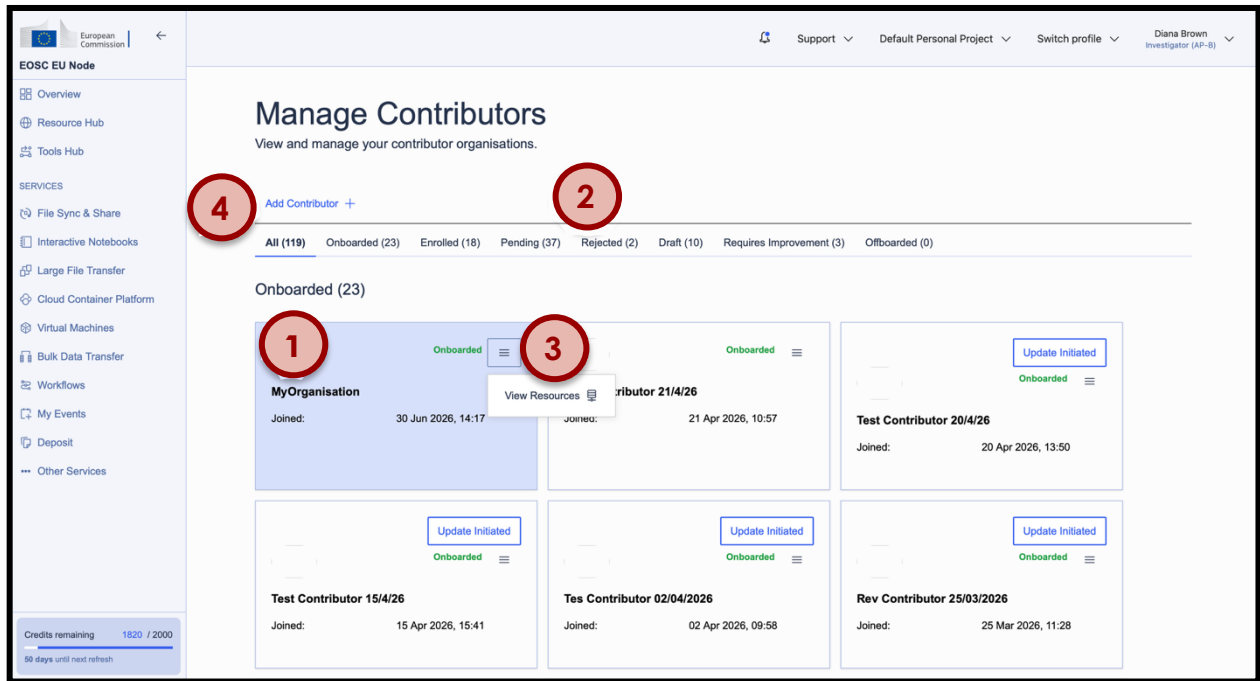 European
Commission
EOSC EU Node
Support
Default Personal Project
Switch profile
Diana Brown
Investigator (AP-B)
Overview
Resource Hub
Tools Hub
SERVICES
File Sync & Share
Interactive Notebooks
Large File Transfer
Cloud Container Platform
Virtual Machines
Bulk Data Transfer
Workflows
My Events
Deposit
Other Services
Credits remaining 1820 / 2000
50 days until next refresh
Manage Contributors
View and manage your contributor organisations.
4
Add Contributor +
2
All (119) Onboarded (23) Enrolled (18) Pending (37) Rejected (2) Draft (10) Requires Improvement (3) Offboarded (0)
Onboarded (23)
1
Onboarded
3
MyOrganisation
View Resources
Joined: 30 Jun 2026, 14:17
Onboarded
ributor 21/4/26
Joined: 21 Apr 2026, 10:57
Update Initiated
Onboarded
Test Contributor 20/4/26
Joined: 20 Apr 2026, 13:50
Update Initiated
Onboarded
Test Contributor 15/4/26
Joined: 15 Apr 2026, 15:41
Update Initiated
Onboarded
Tes Contributor 02/04/2026
Joined: 02 Apr 2026, 09:58
Update Initiated
Onboarded
Rev Contributor 25/03/2026
Joined: 25 Mar 2026, 11:28